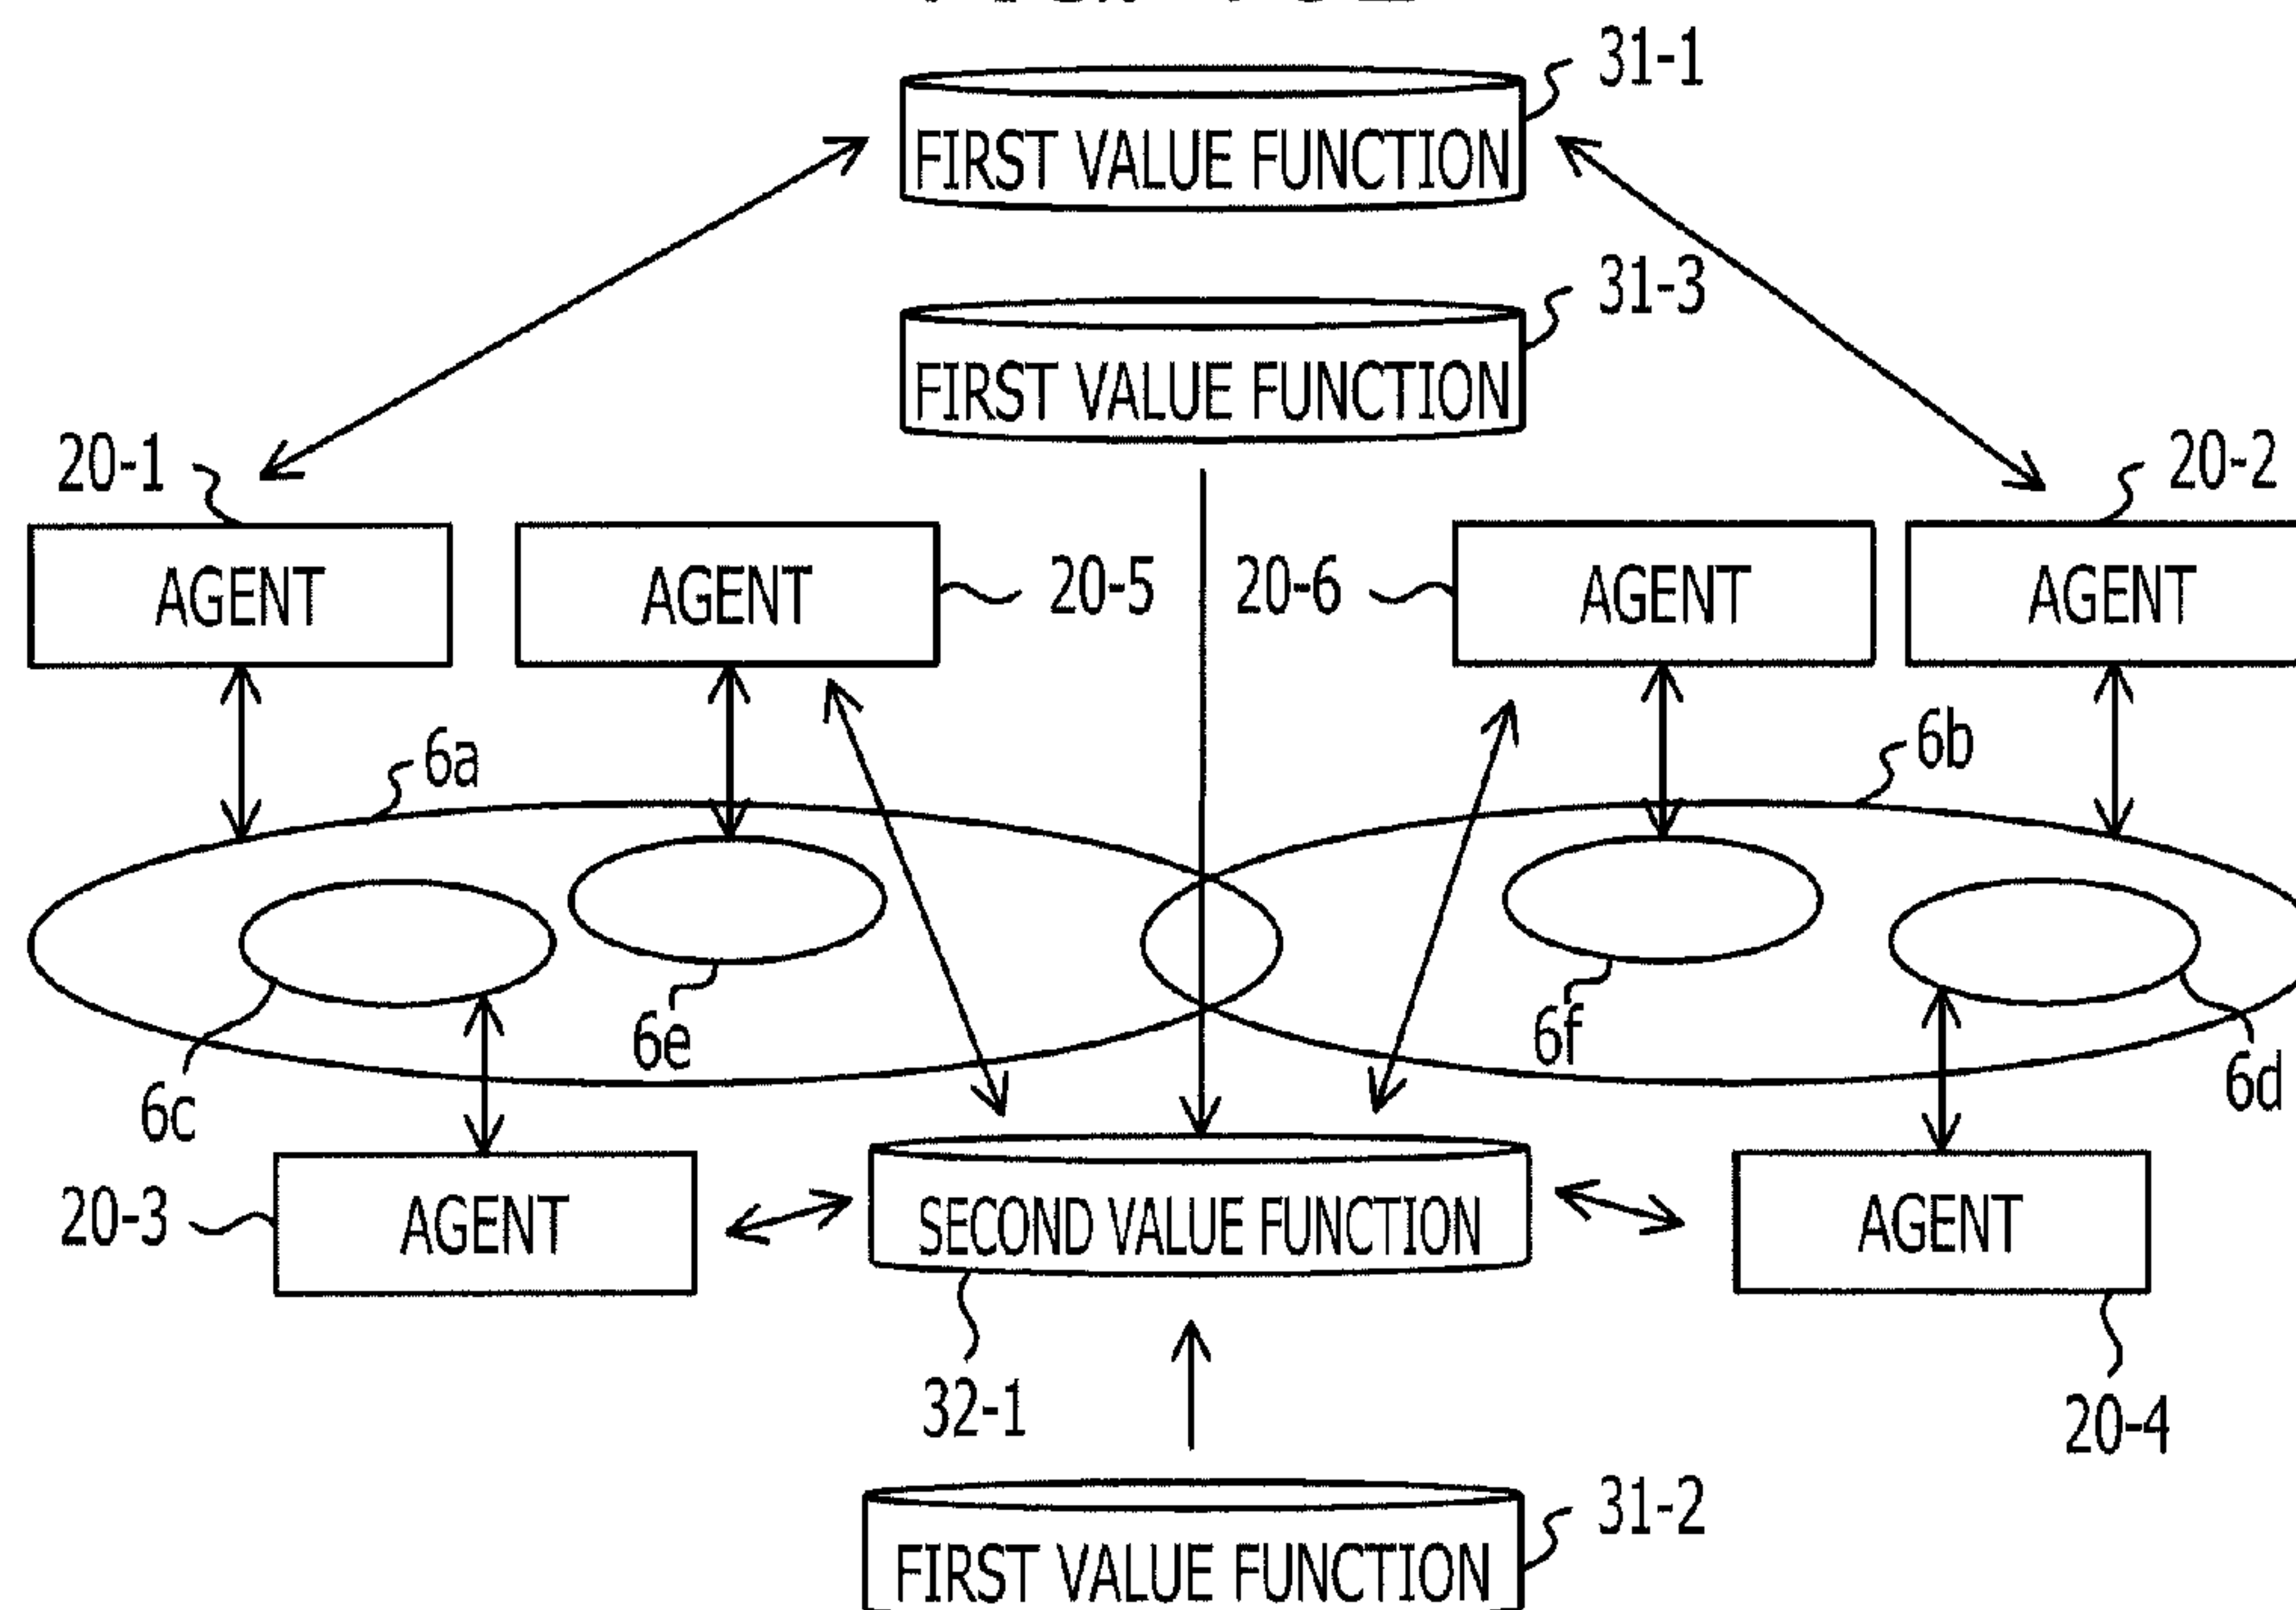 31-1
FIRST VALUE FUNCTION
31-3
FIRST VALUE FUNCTION
20-1
20-2
AGENT
AGENT
20-5
20-6
AGENT
AGENT
6a
6b
6e
6f
6c
6d
20-3
AGENT
SECOND VALUE FUNCTION
AGENT
32-1
20-4
31-2
FIRST VALUE FUNCTION